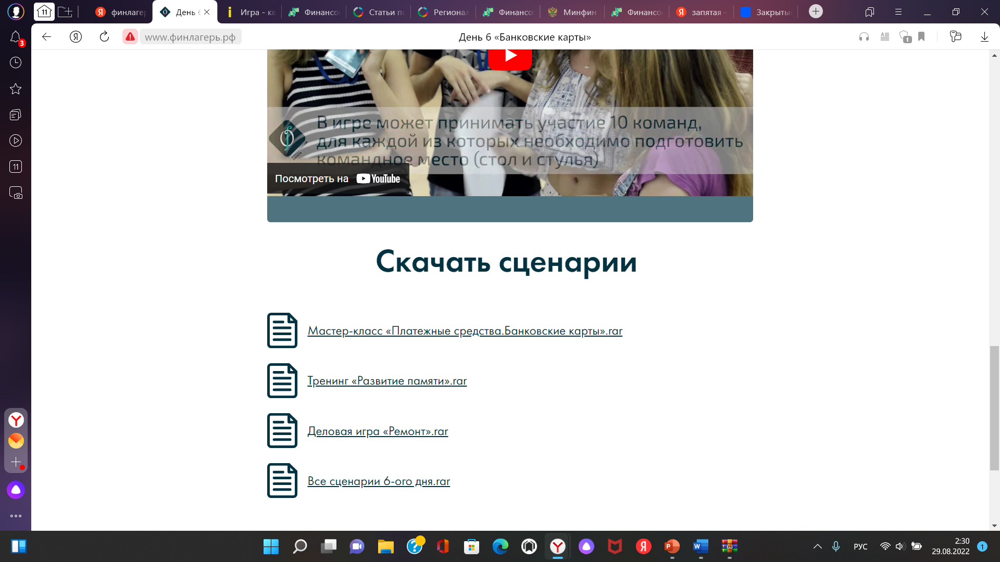 11
финлагер
День 6
Игра - кв
Финансо
Статьи по
Регионал
Финансо
Минфин
Финансо
запятая –
Закрыты
3
www.финлагерь.рф
День 6 «Банковские карты»
1
11
В игре может принимать участие 10 команд,
для каждой из которых необходимо подготовить
командное место (стол и стулья)
Посмотреть на YouTube
Скачать сценарии
Мастер-класс «Платежные средства.Банковские карты».rar
Тренинг «Развитие памяти».rar
Деловая игра «Ремонт».rar
Все сценарии 6-ого дня.rar
РУС
2:30
29.08.2022
1